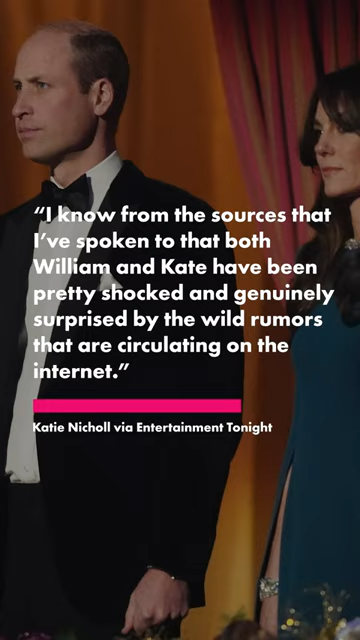 “I know from the sources that
I’ve spoken to that both
William and Kate have been
pretty shocked and genuinely
surprised by the wild rumors
that are circulating on the
internet.”
Katie Nicholl via Entertainment Tonight